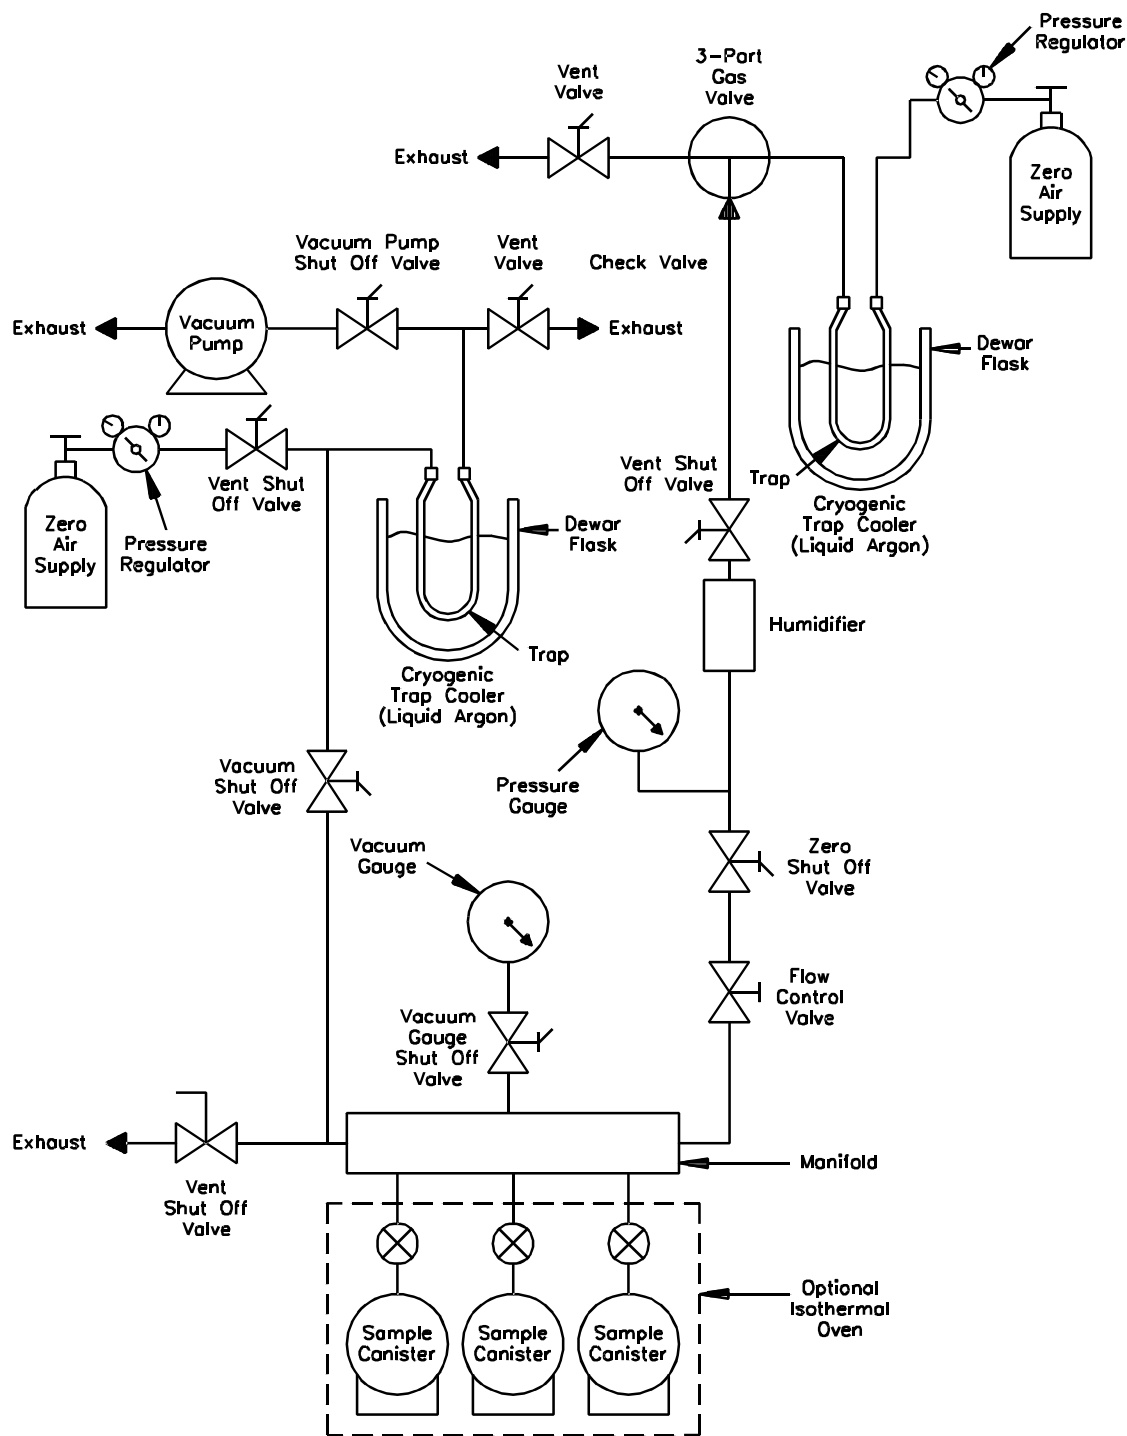 Pressure
Regulator
3-Part
Gas
Valve
Vent
Valve
Exhaust
Zero
Air
Supply
Vacuum Pump
Shut Off Valve
Vent
Valve
Check Valve
Exhaust
Vacuum
Pump
Exhaust
Dewar
Flask
Trap
Cryogenic
Trap Cooler
(Liquid Argon)
Vent Shut
Off Valve
Vent Shut
Off Valve
Zero
Air
Supply
Pressure
Regulator
Dewar
Flask
Trap
Cryogenic
Trap Cooler
(Liquid Argon)
Humidifier
Pressure
Gauge
Vacuum
Shut Off
Valve
Vacuum
Gauge
Zero
Shut Off
Valve
Flow
Control
Valve
Vacuum
Gauge
Shut Off
Valve
Exhaust
Vent
Shut Off
Valve
Manifold
Optional
Isothermal
Oven
Sample
Canister
Sample
Canister
Sample
Canister